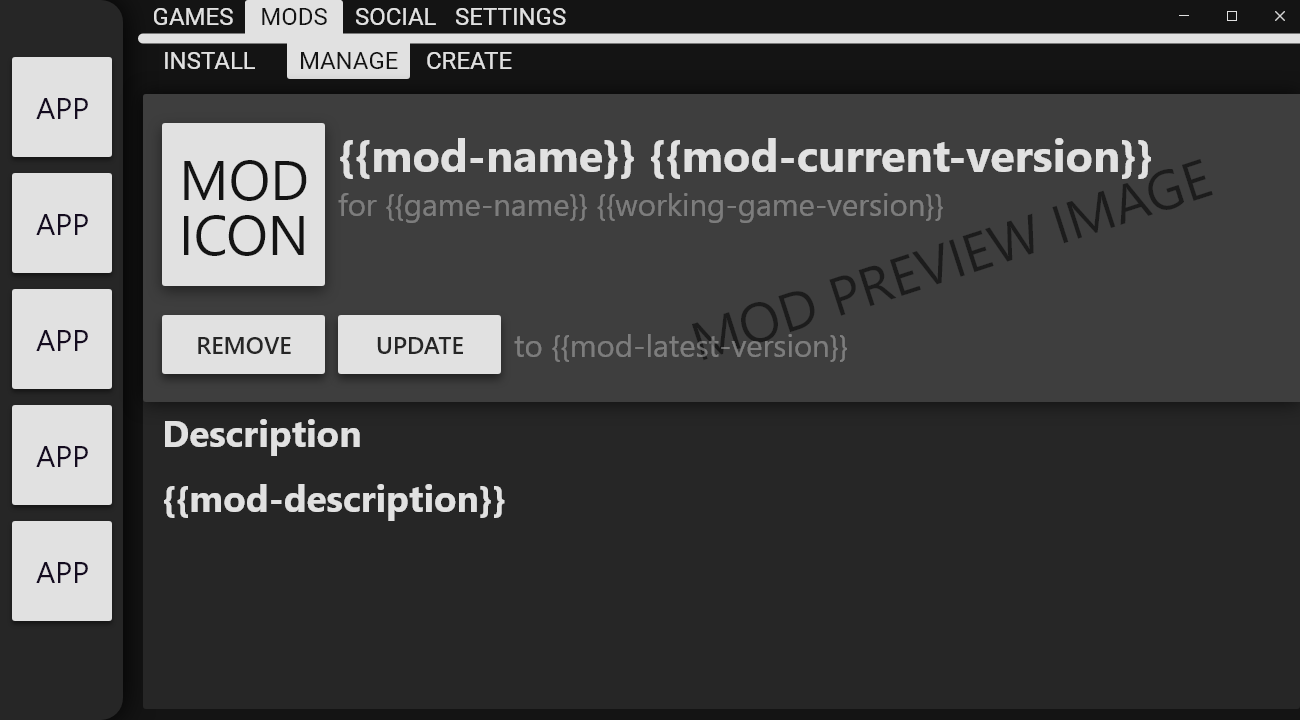 GAMES MODS SOCIAL SETTINGS
INSTALL MANAGE CREATE
APP
APP
APP
APP
APP
MOD
ICON
{{mod-name}} {{mod-current-version}}
for {{game-name}} {{working-game-version}}
MOD PREVIEW IMAGE
REMOVE UPDATE to {{mod-latest-version}}
Description
{{mod-description}}